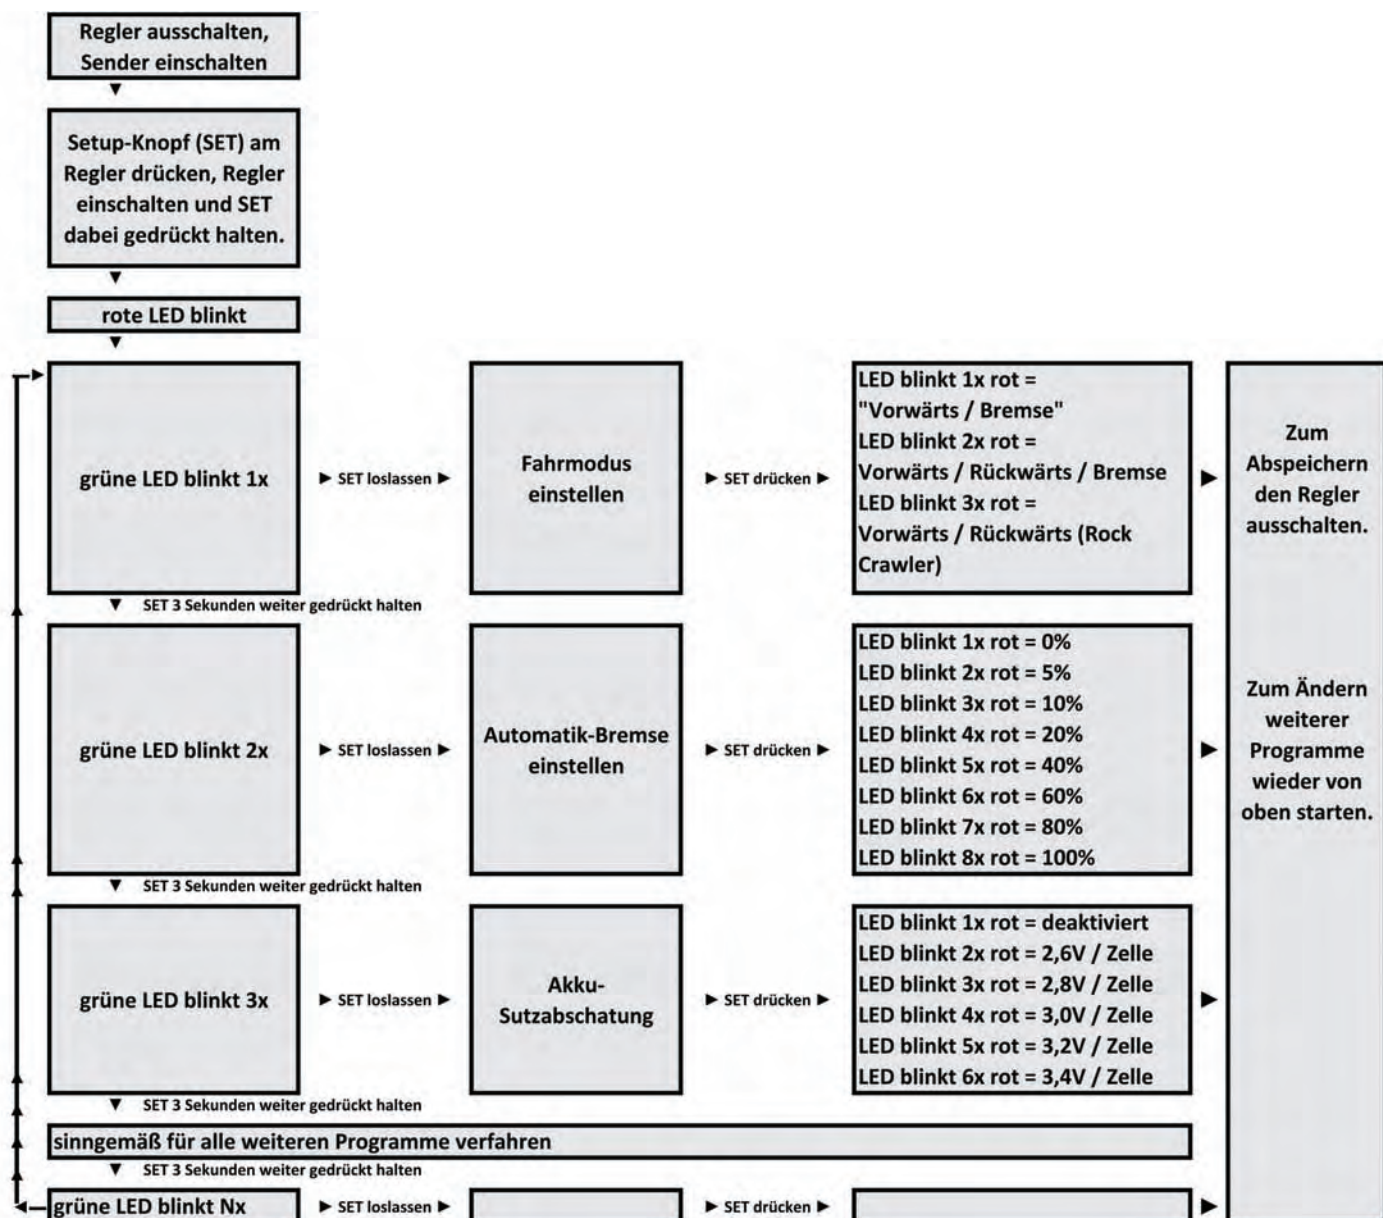 Regler ausschalten,
Sender einschalten
Setup-Knopf (SET) am
Regler drücken, Regler
einschalten und SET
dabei gedrückt halten.
rote LED blinkt
grüne LED blinkt 1x
SET loslassen
Fahrmodus
einstellen
SET drücken
LED blinkt 1x rot =
"Vorwärts / Bremse"
LED blinkt 2x rot =
Vorwärts / Rückwärts / Bremse
LED blinkt 3x rot =
Vorwärts / Rückwärts (Rock
Crawler)
Zum
Abspeichern
den Regler
ausschalten.
SET 3 Sekunden weiter gedrückt halten
grüne LED blinkt 2x
SET loslassen
Automatik-Bremse
einstellen
SET drücken
LED blinkt 1x rot = 0%
LED blinkt 2x rot = 5%
LED blinkt 3x rot = 10%
LED blinkt 4x rot = 20%
LED blinkt 5x rot = 40%
LED blinkt 6x rot = 60%
LED blinkt 7x rot = 80%
LED blinkt 8x rot = 100%
Zum Ändern
weiterer
Programme
wieder von
oben starten.
SET 3 Sekunden weiter gedrückt halten
grüne LED blinkt 3x
SET loslassen
Akku-
Sutzabschatung
SET drücken
LED blinkt 1x rot = deaktiviert
LED blinkt 2x rot = 2,6V / Zelle
LED blinkt 3x rot = 2,8V / Zelle
LED blinkt 4x rot = 3,0V / Zelle
LED blinkt 5x rot = 3,2V / Zelle
LED blinkt 6x rot = 3,4V / Zelle
SET 3 Sekunden weiter gedrückt halten
sinngemäß für alle weiteren Programme verfahren
SET 3 Sekunden weiter gedrückt halten
grüne LED blinkt Nx
SET loslassen
SET drücken